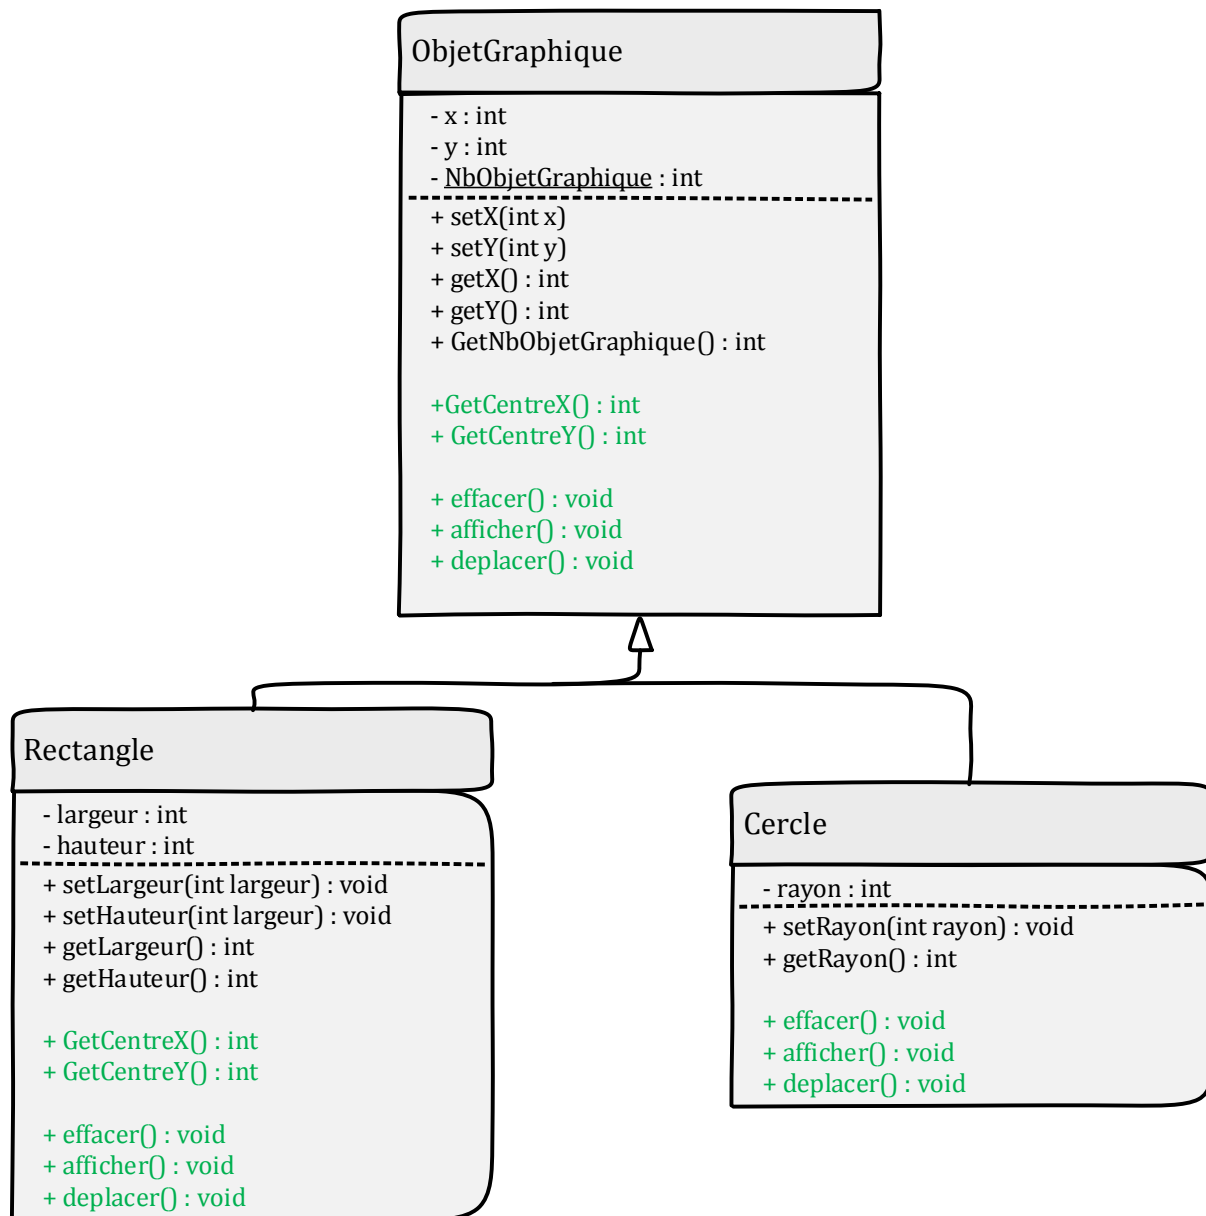 ObjetGraphique
- x : int
- y : int
- NbObjetGraphique : int
+ setX(int x)
+ setY(int y)
+ getX() : int
+ getY() : int
+ GetNbObjetGraphique() : int
+GetCentreX() : int
+ GetCentreY() : int
+ effacer() : void
+ afficher() : void
+ deplacer() : void
Rectangle
- largeur : int
- hauteur : int
+ setLargeur(int largeur) : void
+ setHauteur(int largeur) : void
+ getLargeur() : int
+ getHauteur() : int
+ GetCentreX() : int
+ GetCentreY() : int
+ effacer() : void
+ afficher() : void
+ deplacer() : void
Cercle
- rayon : int
+ setRayon(int rayon) : void
+ getRayon() : int
+ effacer() : void
+ afficher() : void
+ deplacer() : void